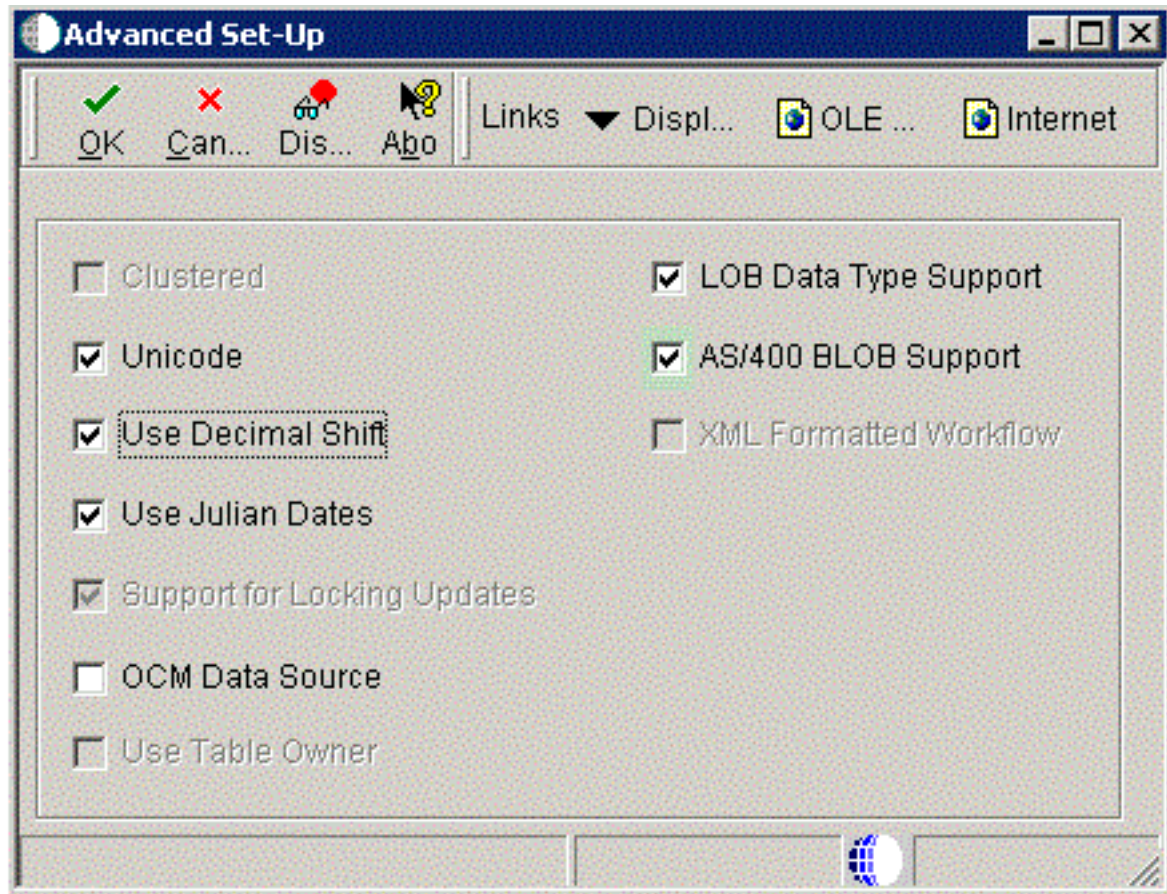 Advanced Set-Up
OK Can... Dis... Abo Links Displ... OLE ... Internet
Clustered
LOB Data Type Support
Unicode
AS/400 BLOB Support
Use Decimal Shift
XML Formatted Workflow
Use Julian Dates
Support for Locking Updates
OCM Data Source
Use Table Owner